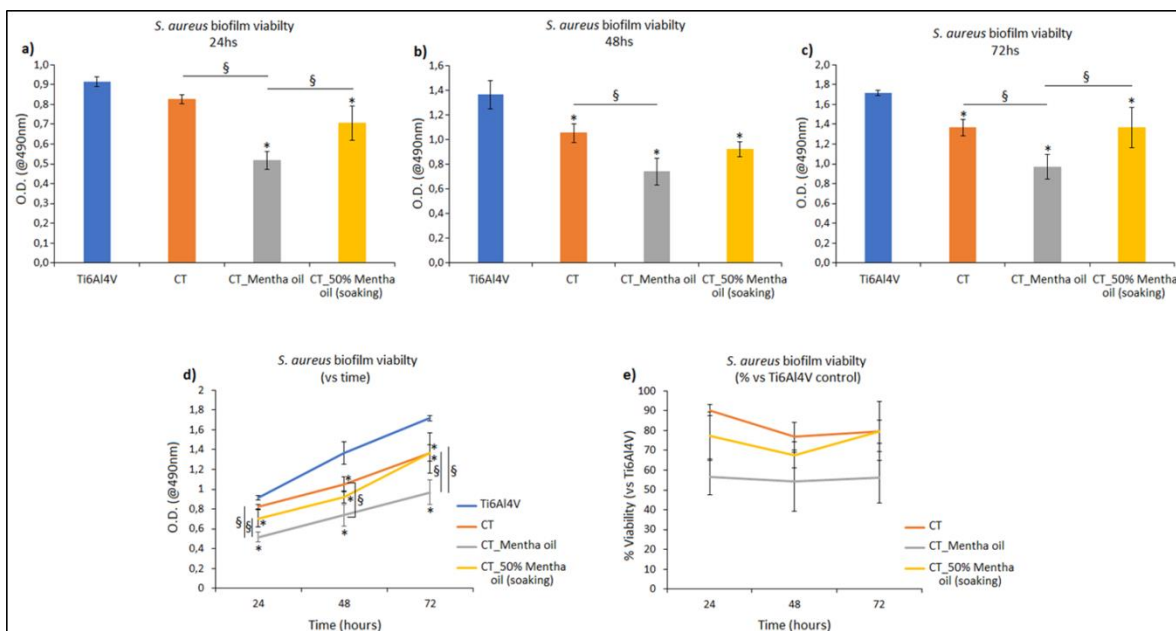 S. aureus biofilm viabilty
24hs
a)
§
§
*
*
O.D. (@490nm)
1,0
0,9
0,8
0,7
0,6
0,5
0,4
0,3
0,2
0,1
0,0
Ti6Al4V
CT
CT_Mentha oil
CT_50% Mentha
oil (soaking)
S. aureus biofilm viabilty
48hs
b)
§
*
*
*
O.D. (@490nm)
1,6
1,4
1,2
1,0
0,8
0,6
0,4
0,2
0,0
Ti6Al4V
CT
CT_Mentha oil
CT_50% Mentha
oil (soaking)
S. aureus biofilm viabilty
72hs
c)
§
§
*
*
*
O.D. (@490nm)
2,0
1,8
1,6
1,4
1,2
1,0
0,8
0,6
0,4
0,2
0,0
Ti6Al4V
CT
CT_Mentha oil
CT_50% Mentha
oil (soaking)
S. aureus biofilm viabilty
(vs time)
d)
O.D. (@490nm)
2
1,8
1,6
1,4
1,2
1
0,8
0,6
0,4
0,2
0
§
§
*
*
*
*
§
*
*
*
§
§
*
24
48
72
Time (hours)
Ti6Al4V
CT
CT_Mentha oil
CT_50% Mentha
oil (soaking)
S. aureus biofilm viabilty
(% vs Ti6Al4V control)
e)
% Viability (vs Ti6Al4V)
100
90
80
70
60
50
40
30
20
10
0
24
48
72
Time (hours)
CT
CT_Mentha oil
CT_50% Mentha
oil (soaking)